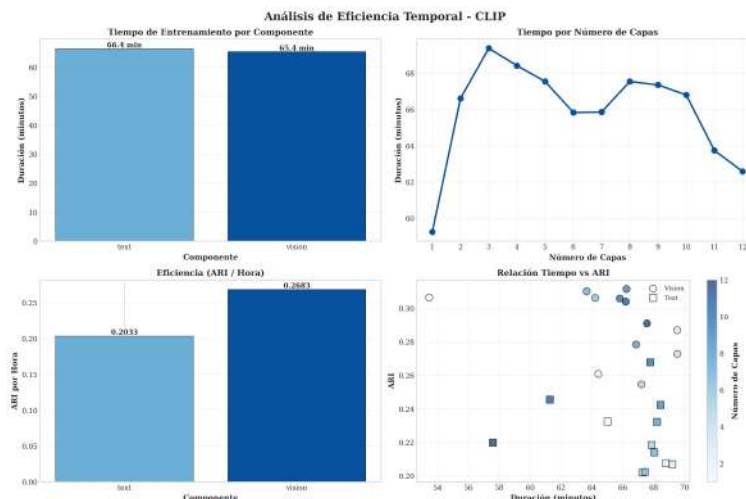 Análisis de Eficiencia Temporal - CLIP
Tiempo de Entrenamiento por Componente
66.4 min
65.4 min
Duración (minutos)
60
50
40
30
20
10
0
text
vision
Componente
Tiempo por Número de Capas
Duración (minutos)
68
66
64
62
60
1 2 3 4 5 6 7 8 9 10 11 12
Número de Capas
Eficiencia (ARI / Hora)
0.2033
0.2683
ARI por Hora
0.25
0.20
0.15
0.10
0.05
0.00
text
vision
Componente
Relación Tiempo vs ARI
Vision
Text
ARI
0.30
0.28
0.26
0.24
0.22
0.20
54 56 58 60 62 64 66 68 70
Duración (minutos)
12
10
8
6
4
2
Número de Capas